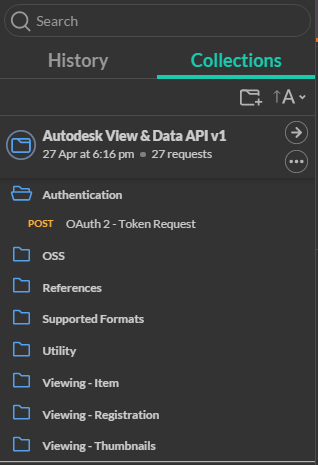 Search
History Collections
A
Autodesk View & Data API v1
27 Apr at 6:16 pm 27 requests
Authentication
POST OAuth 2 - Token Request
OSS
References
Supported Formats
Utility
Viewing - Item
Viewing - Registration
Viewing - Thumbnails